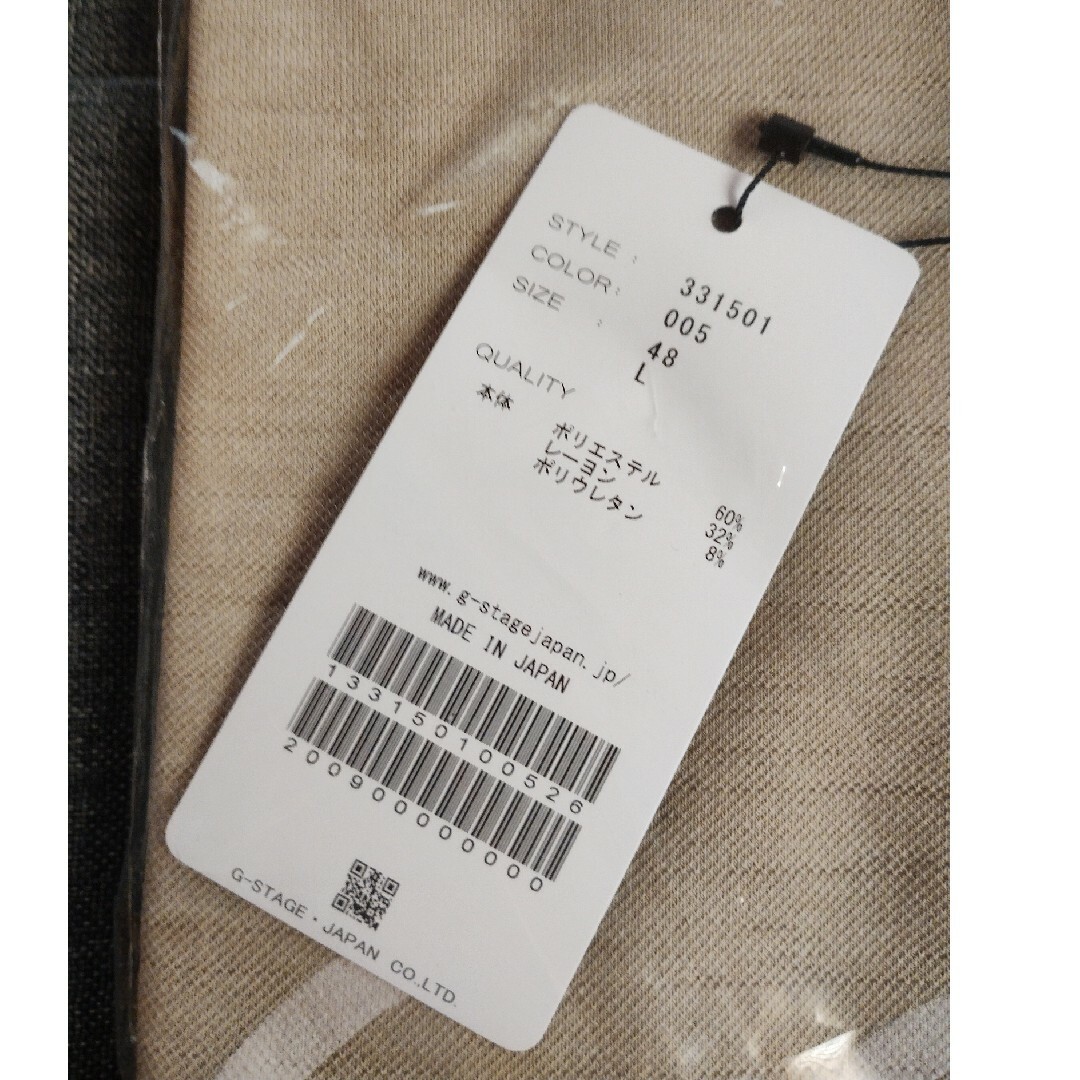 STYLE : 331501
COLOR: 005
SIZE : 48
L
QUALITY
本体
ポリエステル 60%
レーヨン 32%
ポリウレタン 8%
www.g-stagejapan.jp/
MADE IN JAPAN
133150100526
200900000000
G-STAGE・JAPAN CO.,LTD.